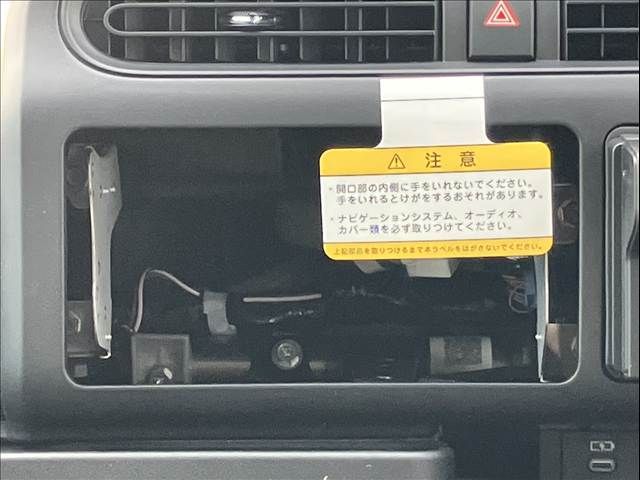 注意
・開口部の内側に手をいれないでください。
手をいれるとけがをするおそれがあります。
・ナビゲーションシステム、オーディオ、
カバー類を必ず取りつけてください。
上記部品を取りつけるまで本ラベルをはがさないでください。